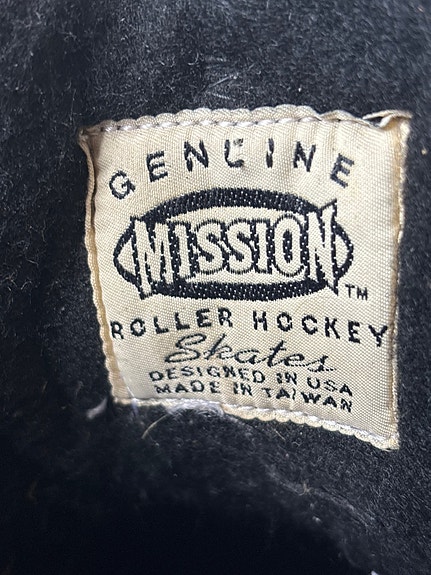 GENUINE
MISSION
TM
ROLLER HOCKEY
Skates
DESIGNED IN USA
MADE IN TAIWAN